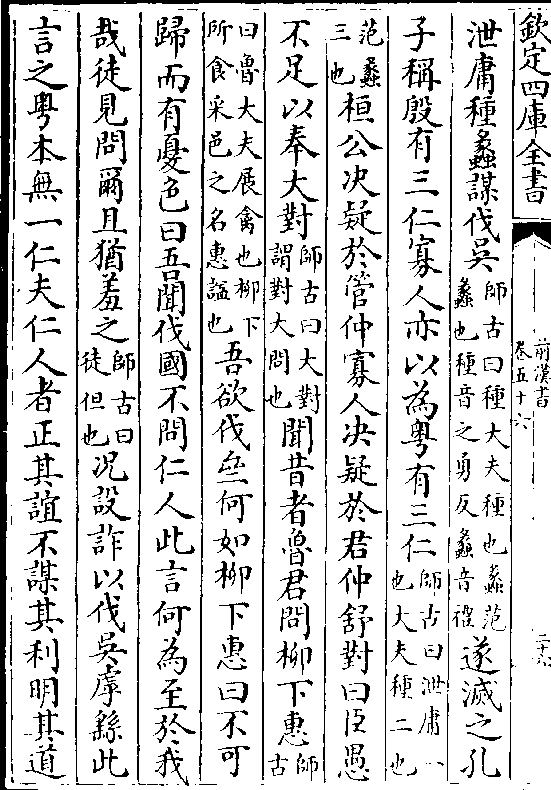 欽定四庫全書
前漢書
卷五十六
二十六
泄庸種蠡謀伐吳師古曰種大夫種也蠡范蠡也種音之勇反蠡音禮遂滅之孔
子稱殷有三仁寡人亦以為粤有三仁師古曰泄庸一也大夫種二也
范蠡三也桓公决疑於管仲寡人决疑於君仲舒對曰臣愚
不足以奉大對師古曰大對謂對大問也聞昔者魯君問柳下惠師古
曰魯大夫展禽也柳下所食采邑之名惠諡也吾欲伐齊何如柳下惠曰不可
歸而有憂色曰吾聞伐國不問仁人此言何為至於我
哉徒見問爾且猶羞之師古曰徒但也况設詐以伐吳虖繇此
言之粤本無一仁夫仁人者正其誼不謀其利明其道